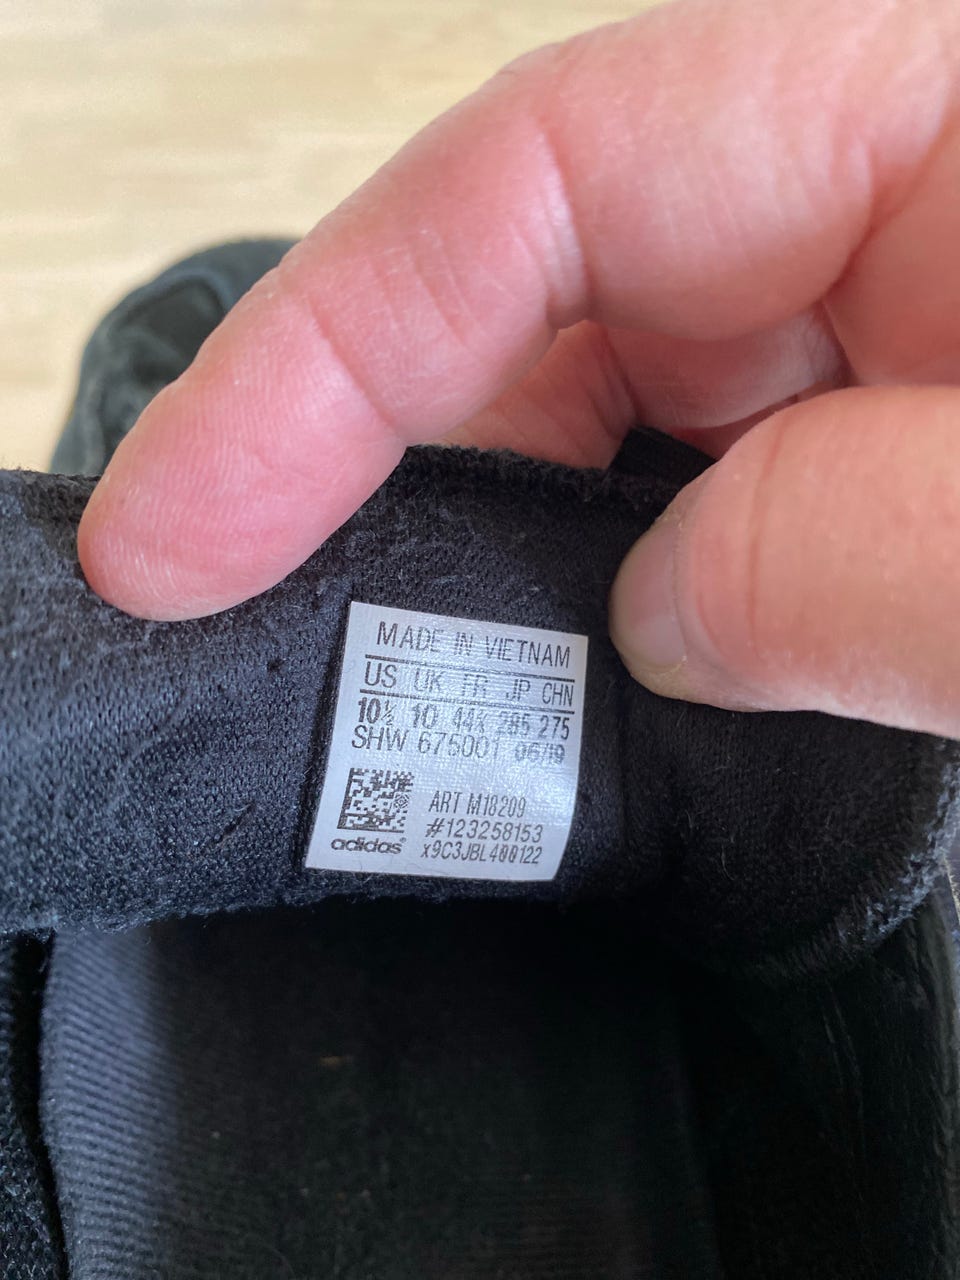 MADE IN VIETNAM
US UK FR JP CHN
10½ 10 44⅔ 285 275
SHW 675001 06/19
ART M18209
#123258153
adidas® x9C3JBL400122